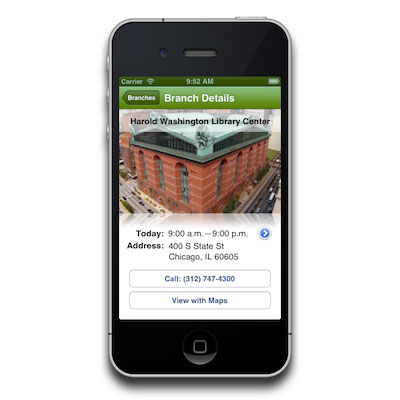 Carrier 9:52 AM
Branches Branch Details
Harold Washington Library Center
Today: 9:00 a.m.—9:00 p.m.
Address: 400 S State St
Chicago, IL 60605
Call: (312) 747-4300
View with Maps